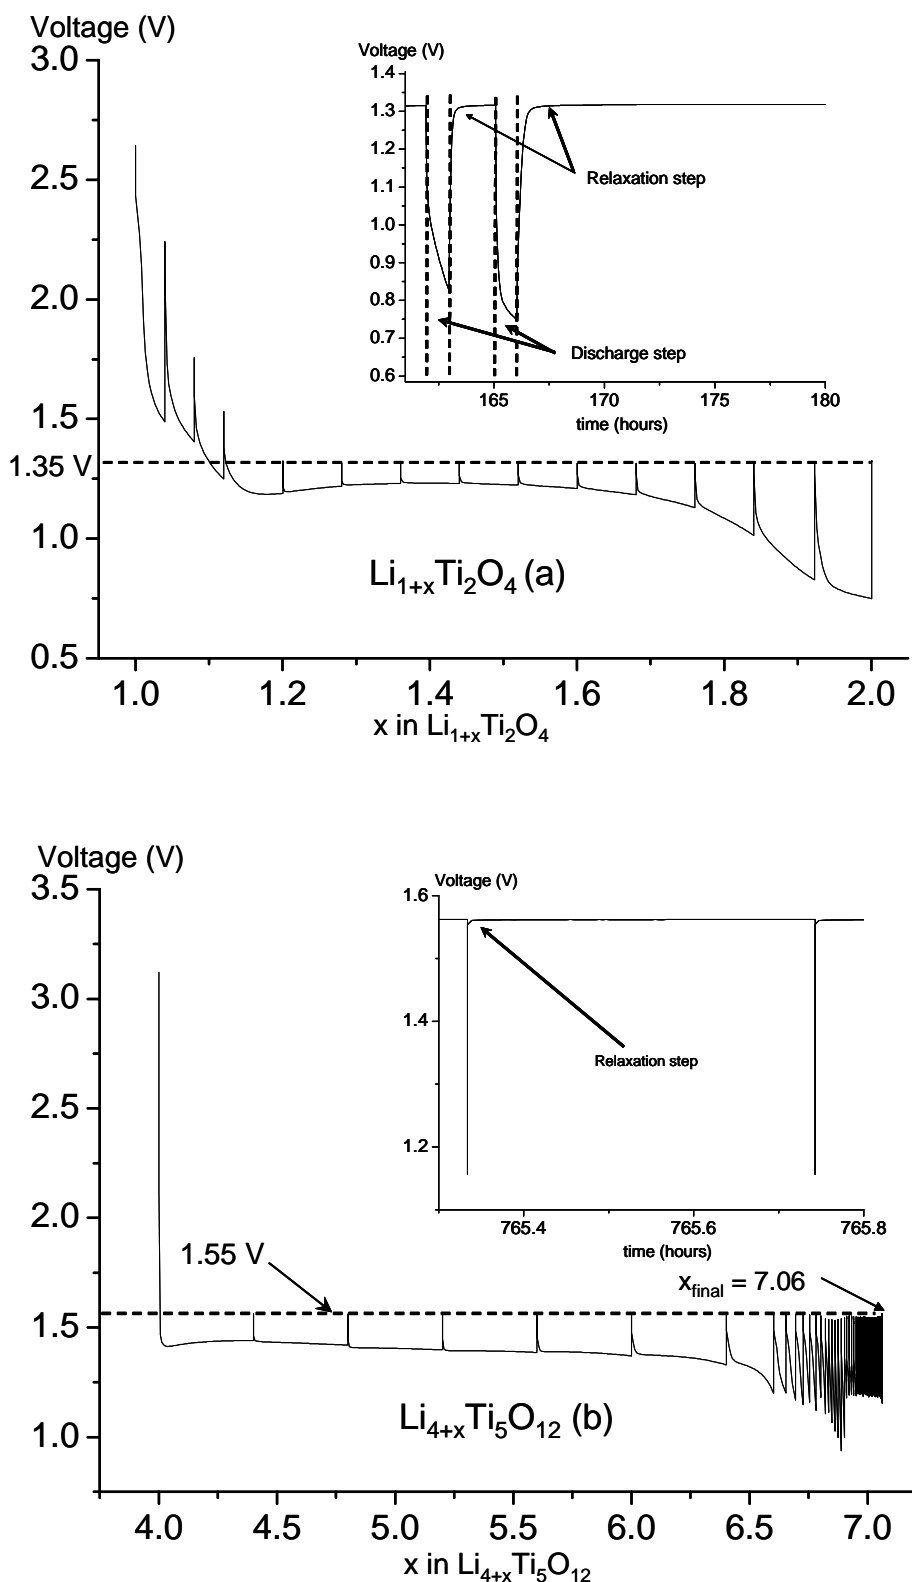 Voltage (V)
3.0
2.5
2.0
1.5
1.35 V
1.0
0.5
1.0 1.2 1.4 1.6 1.8 2.0
x in Li1+xTi2O4
Li1+xTi2O4 (a)
Voltage (V)
1.4
1.3
1.2
1.1
1.0
0.9
0.8
0.7
0.6
165 170 175 180
time (hours)
Relaxation step
Discharge step
Voltage (V)
3.5
3.0
2.5
2.0
1.5
1.0
4.0 4.5 5.0 5.5 6.0 6.5 7.0
x in Li4+xTi5O12
1.55 V
xfinal = 7.06
Li4+xTi5O12 (b)
Voltage (V)
1.6
1.4
1.2
765.4 765.6 765.8
time (hours)
Relaxation step